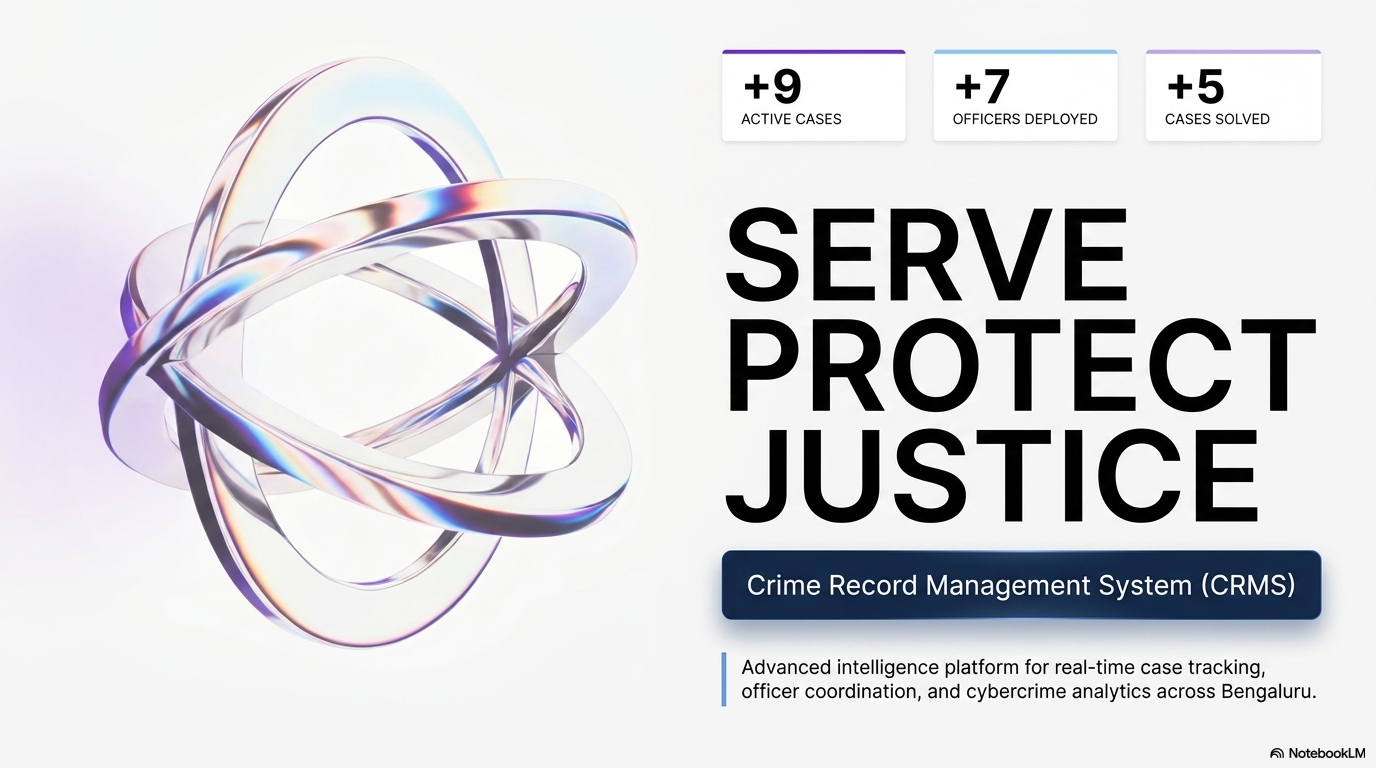 +9
ACTIVE CASES
+7
OFFICERS DEPLOYED
+5
CASES SOLVED
SERVE
PROTECT
JUSTICE
Crime Record Management System (CRMS)
Advanced intelligence platform for real-time case tracking,
officer coordination, and cybercrime analytics across Bengaluru.
NotebookLM